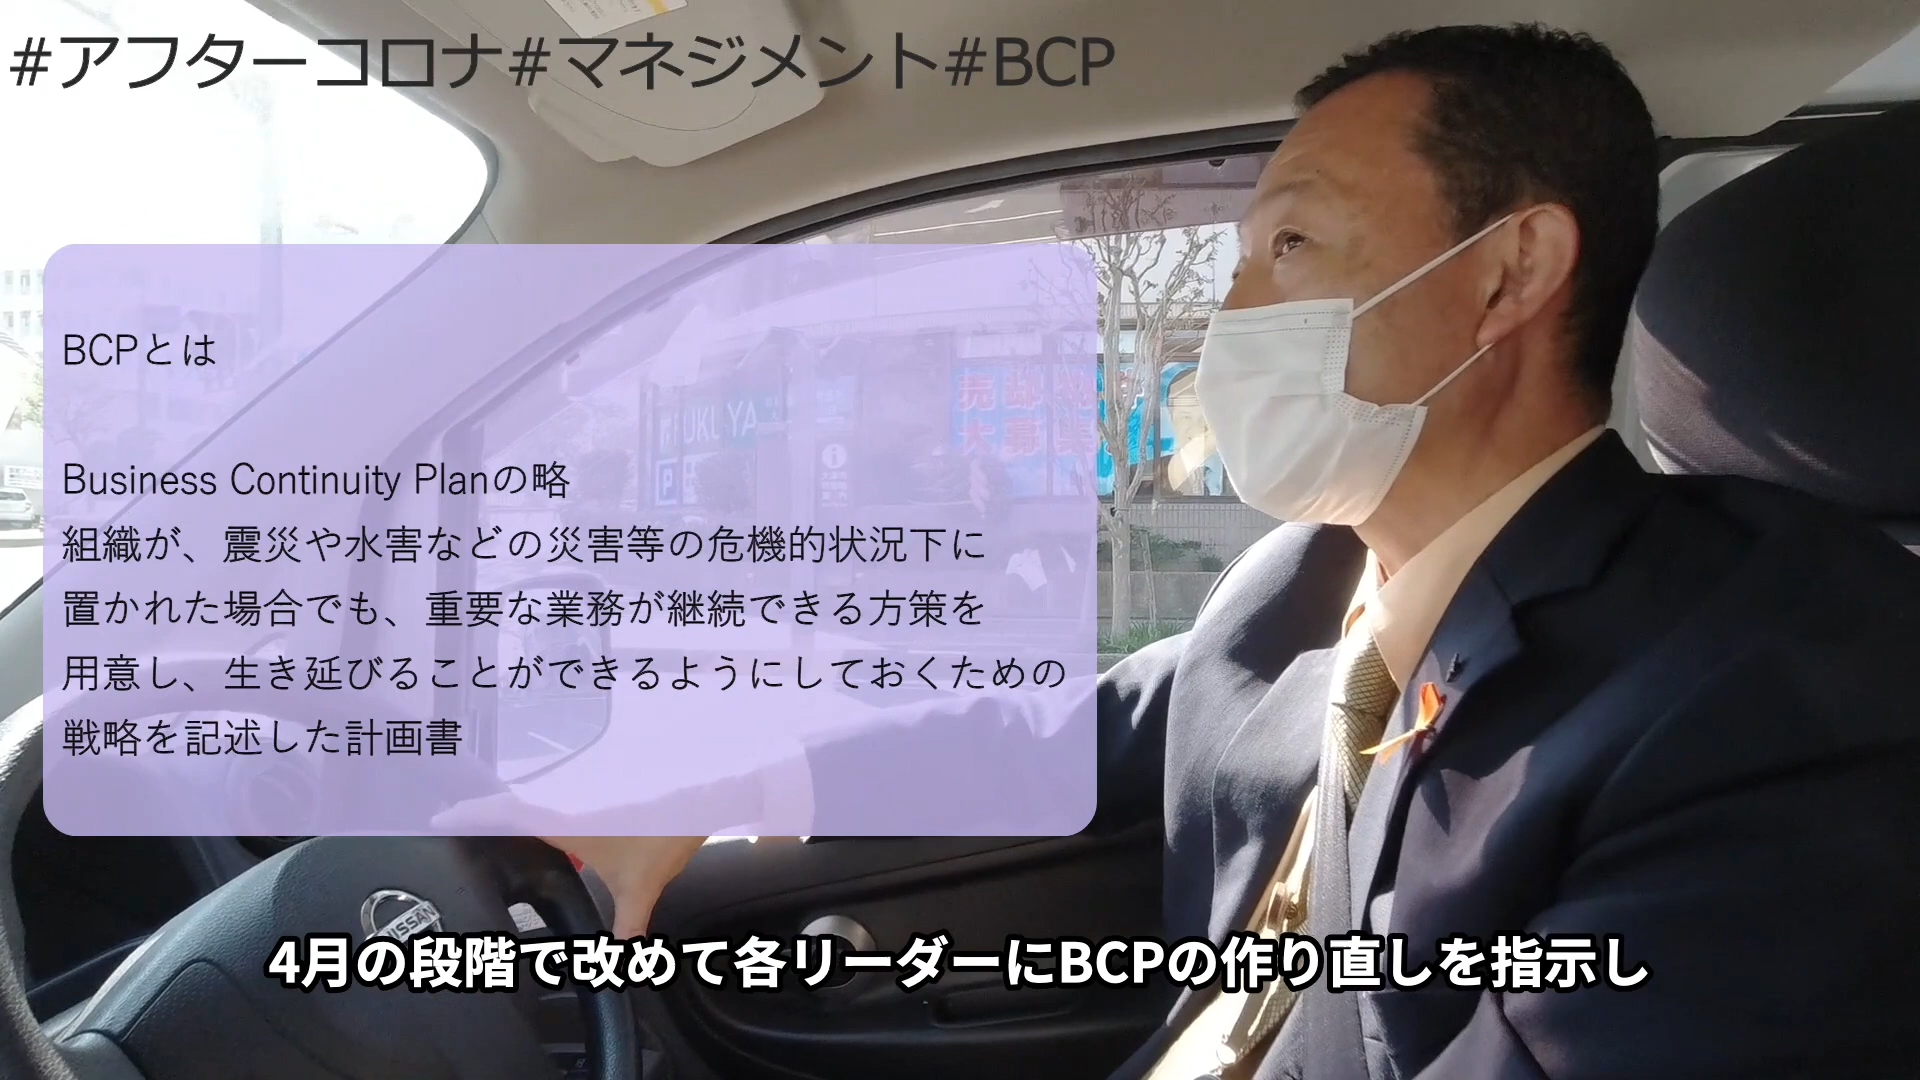 #アフターコロナ#マネジメント#BCP
BCPとは
Business Continuity Planの略
組織が、震災や水害などの災害等の危機的状況下に
置かれた場合でも、重要な業務が継続できる方策を
用意し、生き延びることができるようにしておくための
戦略を記述した計画書
P
NISSAN
4月の段階で改めて各リーダーにBCPの作り直しを指示し